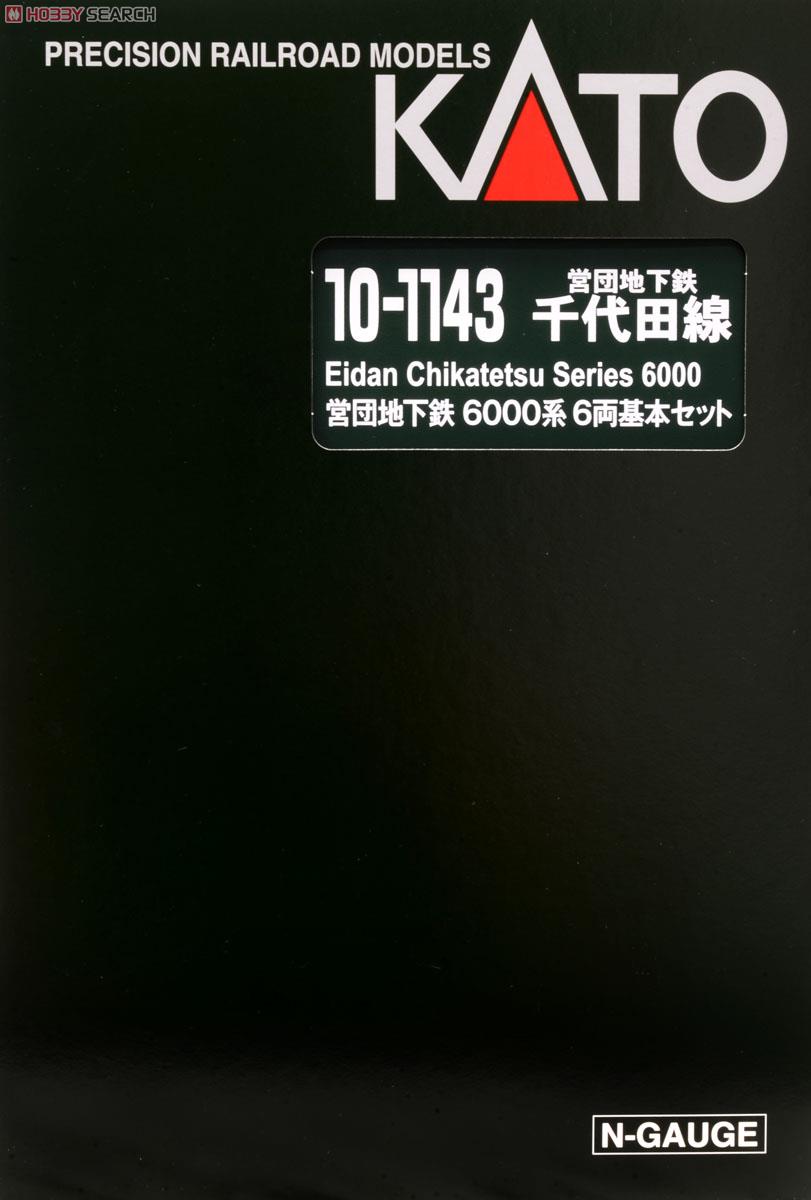 HOBBY SEARCH
PRECISION RAILROAD MODELS
KATO
10-1143
営団地下鉄
千代田線
Eidan Chikatetsu Series 6000
営団地下鉄 6000系 6両基本セット
N-GAUGE